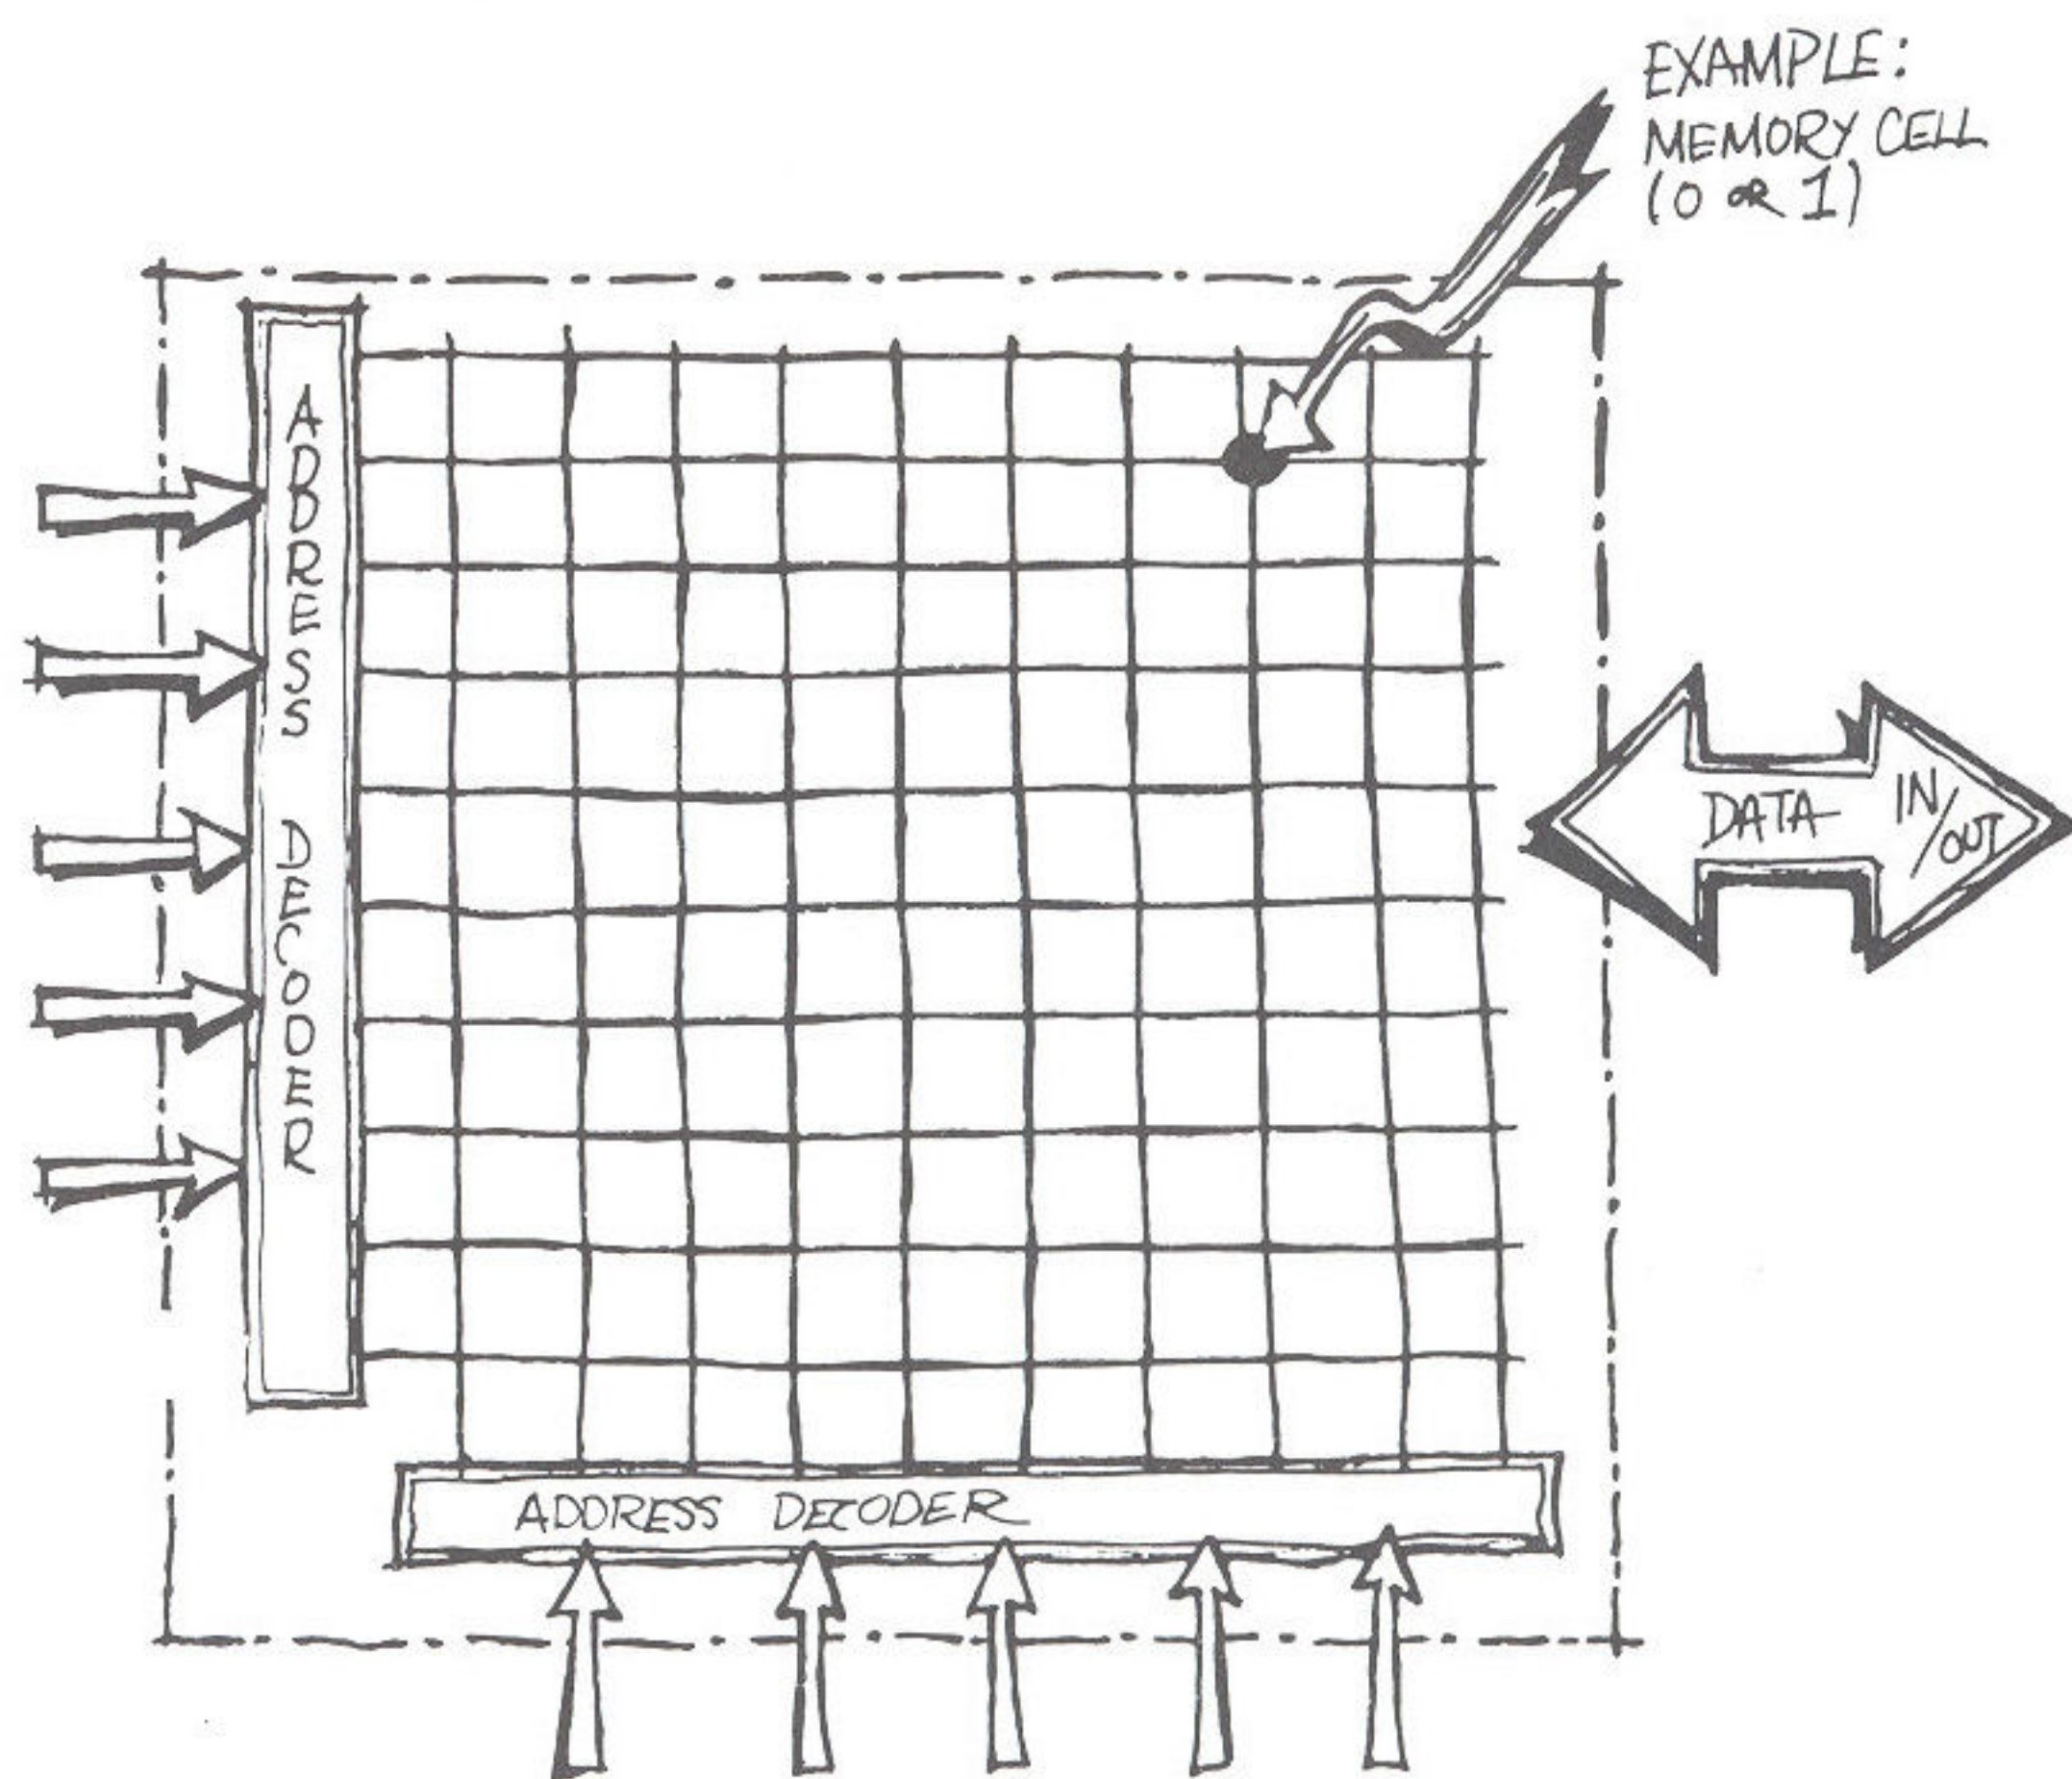 EXAMPLE:
MEMORY CELL
(0 OR 1)
ADDRESS DECODER
DATA IN/OUT
ADDRESS DECODER